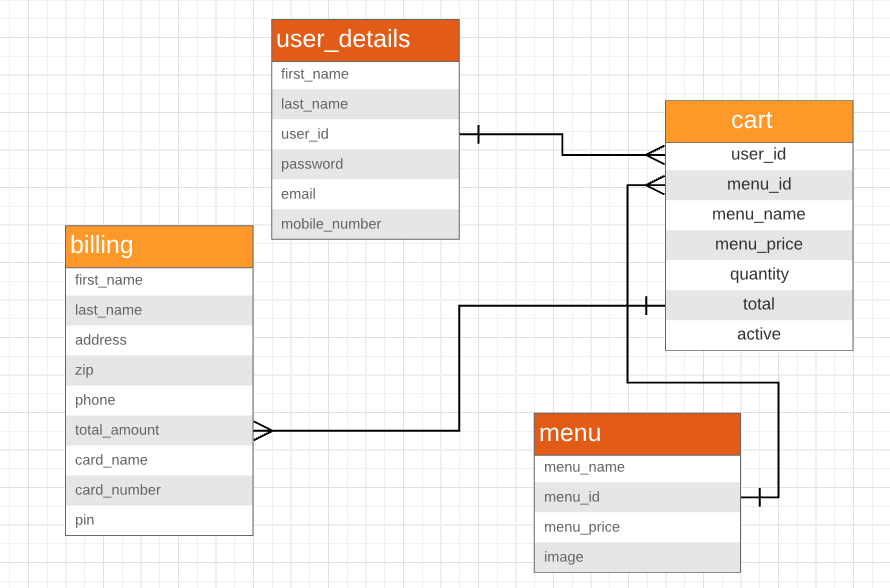 user_details
first_name
last_name
user_id
password
email
mobile_number
cart
user_id
menu_id
menu_name
menu_price
quantity
total
active
billing
first_name
last_name
address
zip
phone
total_amount
card_name
card_number
pin
menu
menu_name
menu_id
menu_price
image